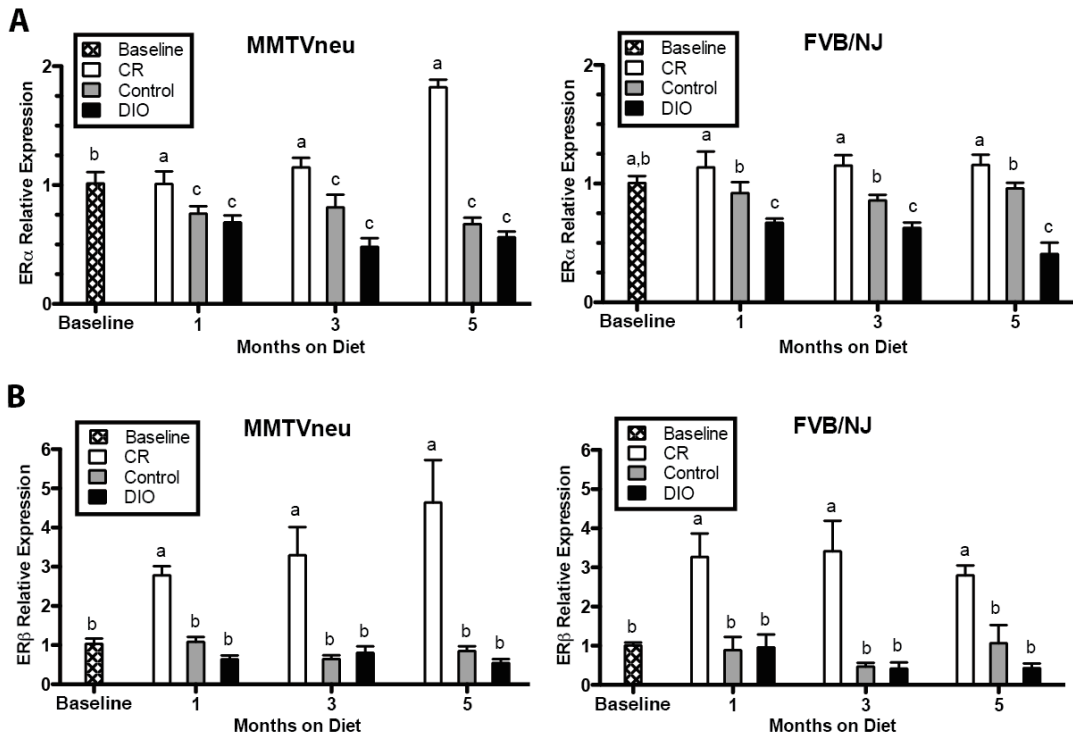 A
MMTVneu
Baseline
CR
Control
DIO
ERα Relative Expression
2
1
0
b
a
c
c
a
c
c
a
c
c
Baseline
1
3
5
Months on Diet
FVB/NJ
Baseline
CR
Control
DIO
ERα Relative Expression
2
1
0
a,b
a
b
c
a
b
c
a
b
c
Baseline
1
3
5
Months on Diet
B
MMTVneu
Baseline
CR
Control
DIO
ERβ Relative Expression
6
5
4
3
2
1
0
b
a
b
b
a
b
b
a
b
b
Baseline
1
3
5
Months on Diet
FVB/NJ
Baseline
CR
Control
DIO
ERβ Relative Expression
6
5
4
3
2
1
0
b
a
b
b
a
b
b
a
b
b
Baseline
1
3
5
Months on Diet